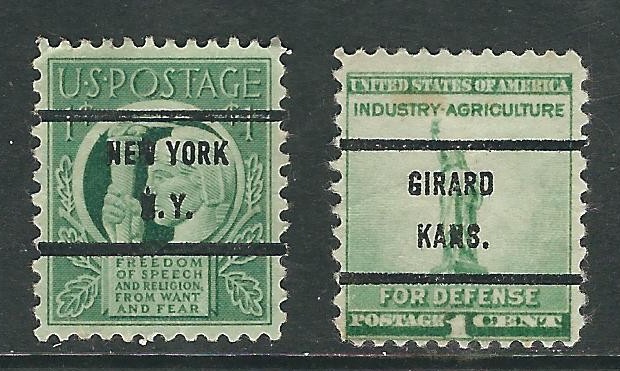 U.S. POSTAGE
1¢ ¢1
NEW YORK
N.Y.
FREEDOM
OF SPEECH
AND RELIGION,
FROM WANT
AND FEAR
UNITED STATES OF AMERICA
INDUSTRY-AGRICULTURE
GIRARD
KANS.
FOR DEFENSE
POSTAGE 1 CENT